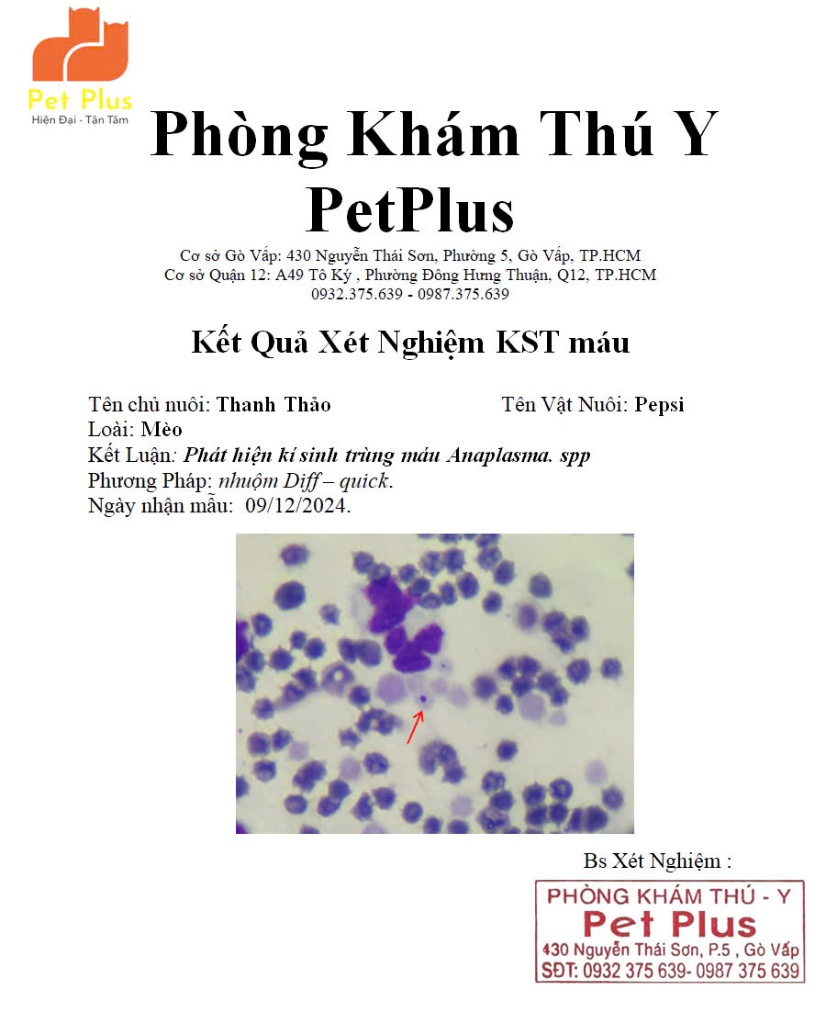 Pet Plus
Hiện Đại - Tận Tâm
Phòng Khám Thú Y
PetPlus
Cơ sở Gò Vấp: 430 Nguyễn Thái Sơn, Phường 5, Gò Vấp, TP.HCM
Cơ sở Quận 12: A49 Tô Ký , Phường Đông Hưng Thuận, Q12, TP.HCM
0932.375.639 - 0987.375.639
Kết Quả Xét Nghiệm KST máu
Tên chủ nuôi: Thanh Thảo Tên Vật Nuôi: Pepsi
Loài: Mèo
Kết Luận: Phát hiện kí sinh trùng máu Anaplasma. spp
Phương Pháp: nhuộm Diff – quick.
Ngày nhận mẫu: 09/12/2024.
Bs Xét Nghiệm :
PHÒNG KHÁM THÚ - Y
Pet Plus
430 Nguyễn Thái Sơn, P.5 , Gò Vấp
SĐT: 0932 375 639- 0987 375 639